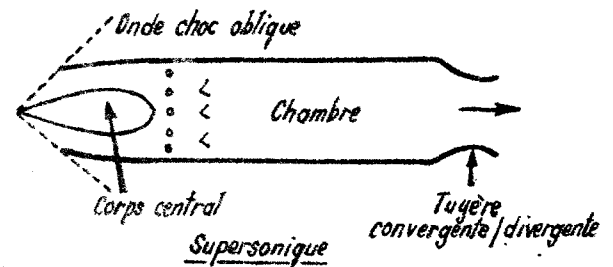 Onde choc oblique
Chambre
Corps central
Tuyère
convergente/divergente
Supersonique